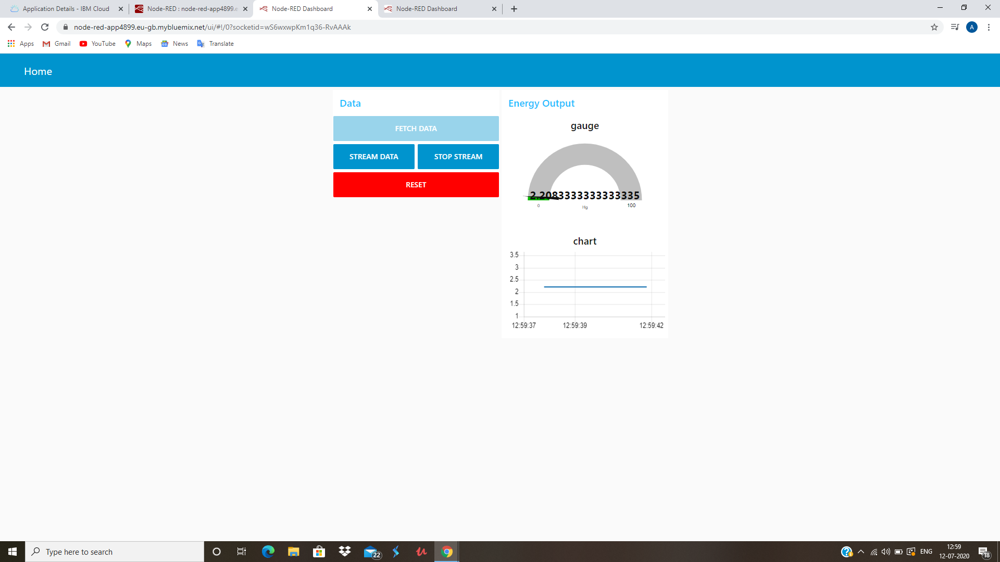 Application Details - IBM Cloud
Node-RED : node-red-app4899.e
Node-RED Dashboard
Node-RED Dashboard
node-red-app4899.eu-gb.mybluemix.net/ui/#!/0?socketid=wS6wxwpKm1q36-RvAAAk
A
Apps
Gmail
YouTube
Maps
News
Translate
Home
Data
FETCH DATA
STREAM DATA
STOP STREAM
RESET
Energy Output
gauge
2.2083333333333335
0
Hg
100
chart
3.5
3
2.5
2
1.5
1
12:59:37
12:59:39
12:59:42
Type here to search
22
ENG
12:59
12-07-2020
18